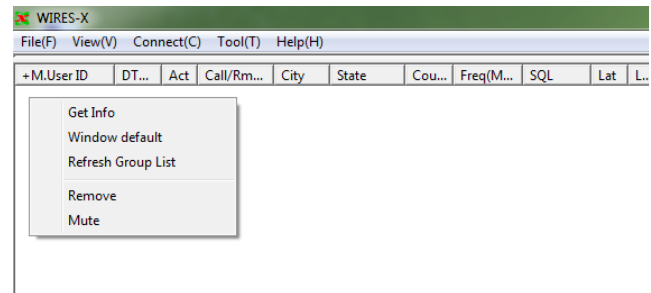 WIRES-X
File(F) View(V) Connect(C) Tool(T) Help(H)
+M.User ID DT... Act Call/Rm... City State Cou... Freq(M... SQL Lat L...
Get Info
Window default
Refresh Group List
Remove
Mute